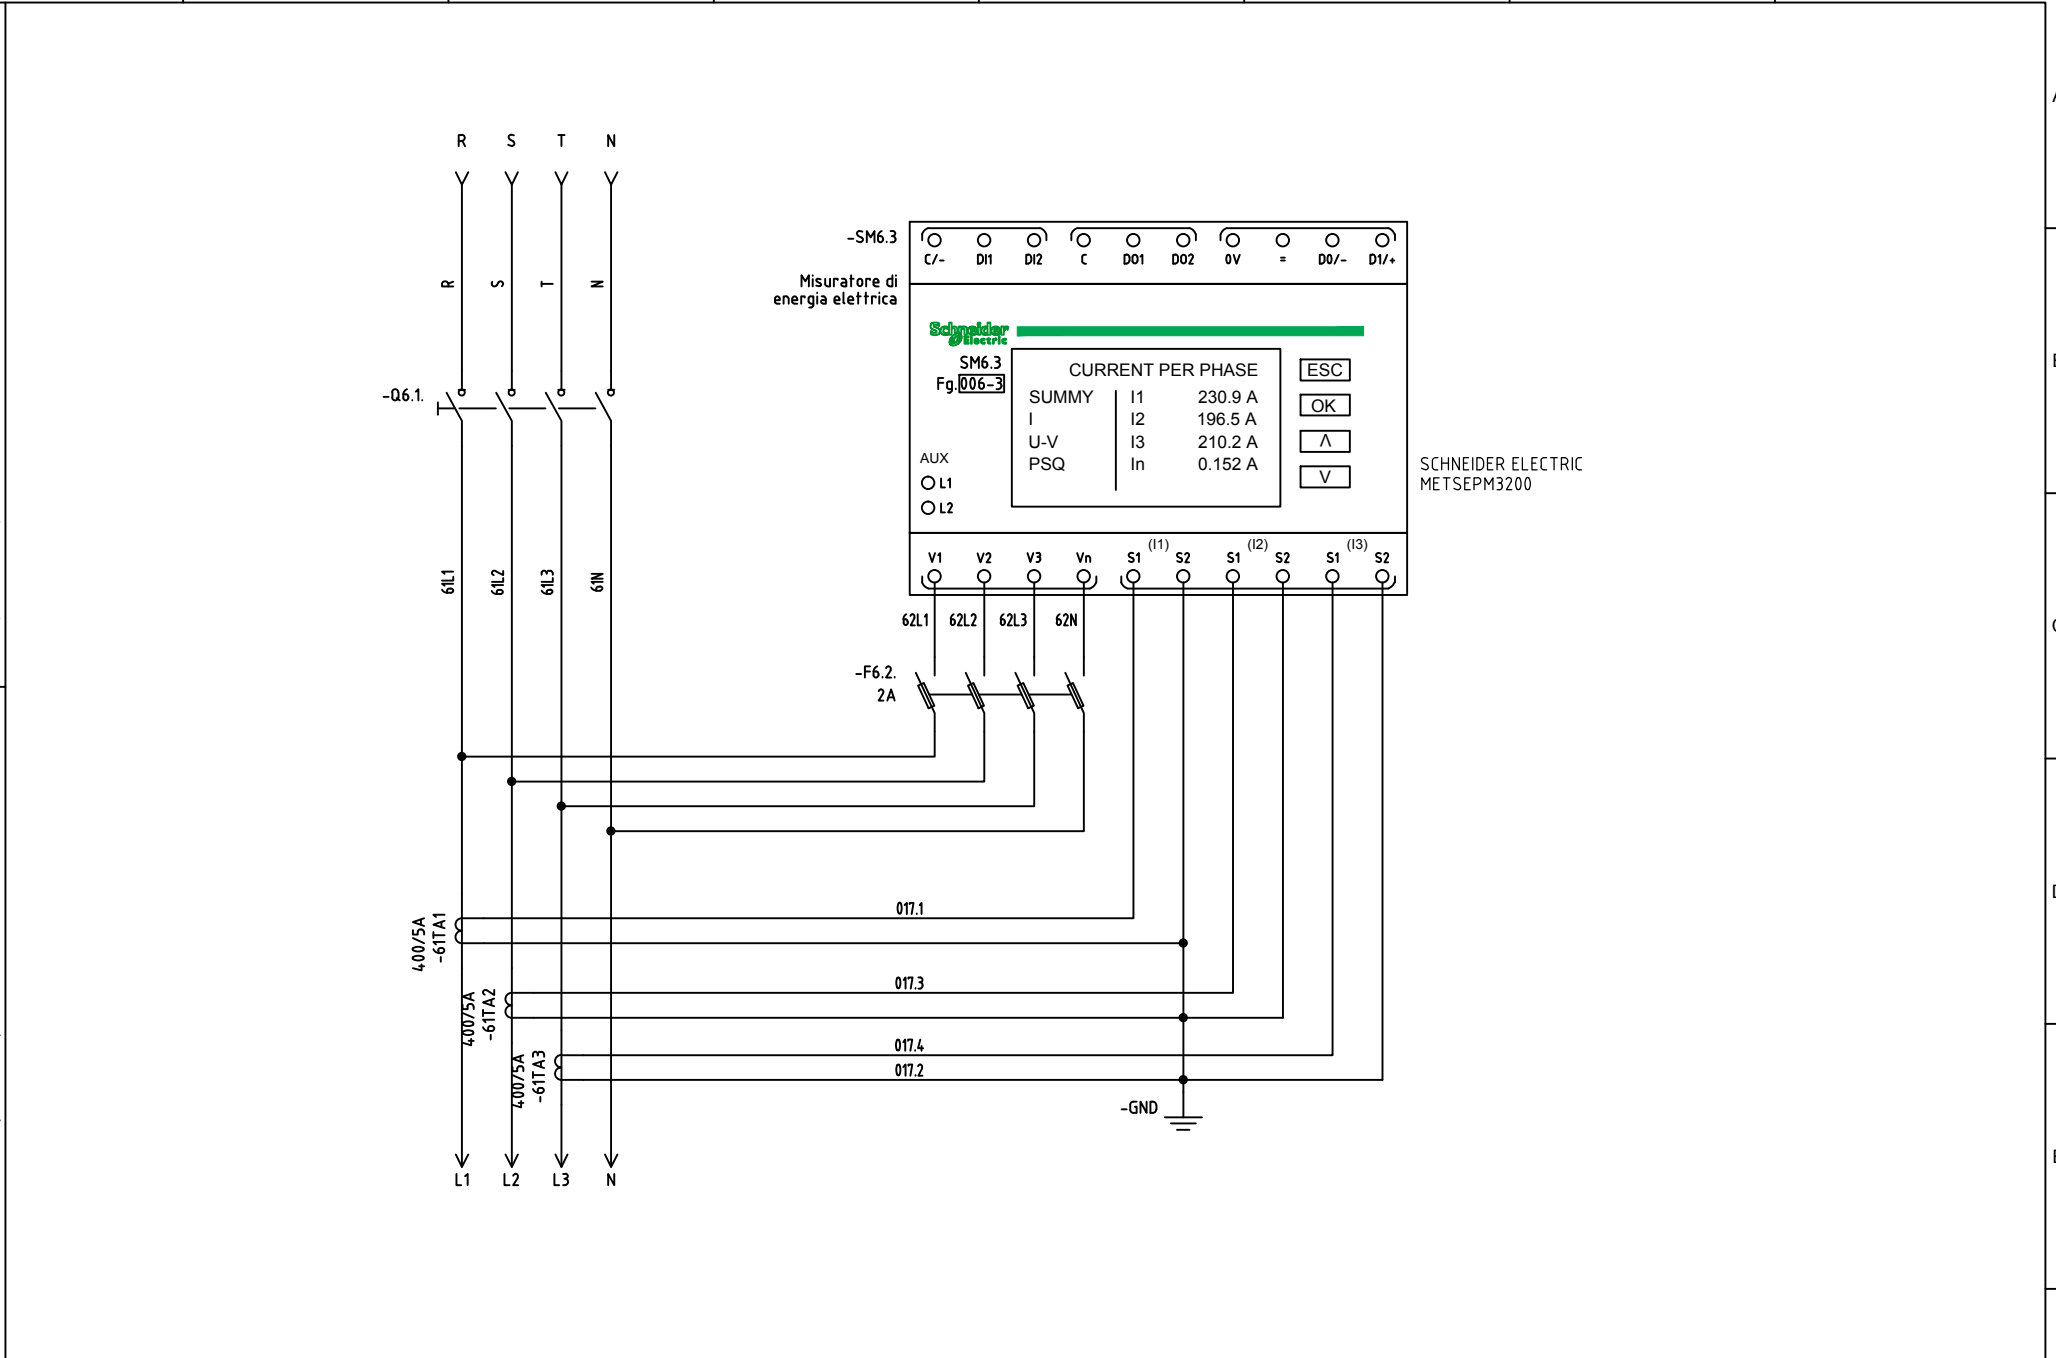 R S T N
R S T N
-Q6.1.
61L1 61L2 61L3 61N
-SM6.3
Misuratore di
energia elettrica
C/- DI1 DI2 C DO1 DO2 0V = D0/- D1/+
Schneider
Electric
SM6.3
Fg.006-3
CURRENT PER PHASE
SUMMY I1 230.9 A
I I2 196.5 A
U-V I3 210.2 A
PSQ In 0.152 A
ESC
OK
Λ
V
AUX
L1
L2
SCHNEIDER ELECTRIC
METSEPM3200
(I1) (I2) (I3)
V1 V2 V3 Vn S1 S2 S1 S2 S1 S2
62L1 62L2 62L3 62N
-F6.2.
2A
400/5A
-61TA1
017.1
400/5A
-61TA2
017.3
400/5A
-61TA3
017.4
017.2
-GND
L1 L2 L3 N